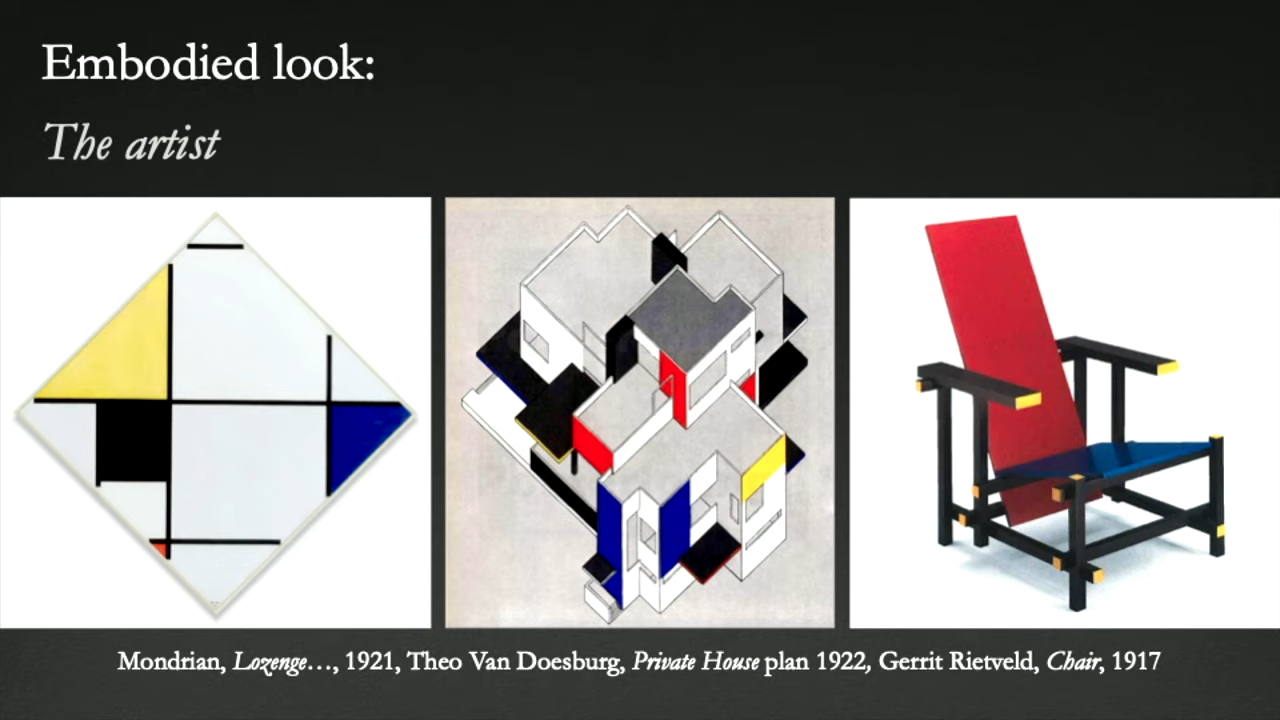 Embodied look:
The artist
Mondrian, Lozenge…, 1921, Theo Van Doesburg, Private House plan 1922, Gerrit Rietveld, Chair, 1917